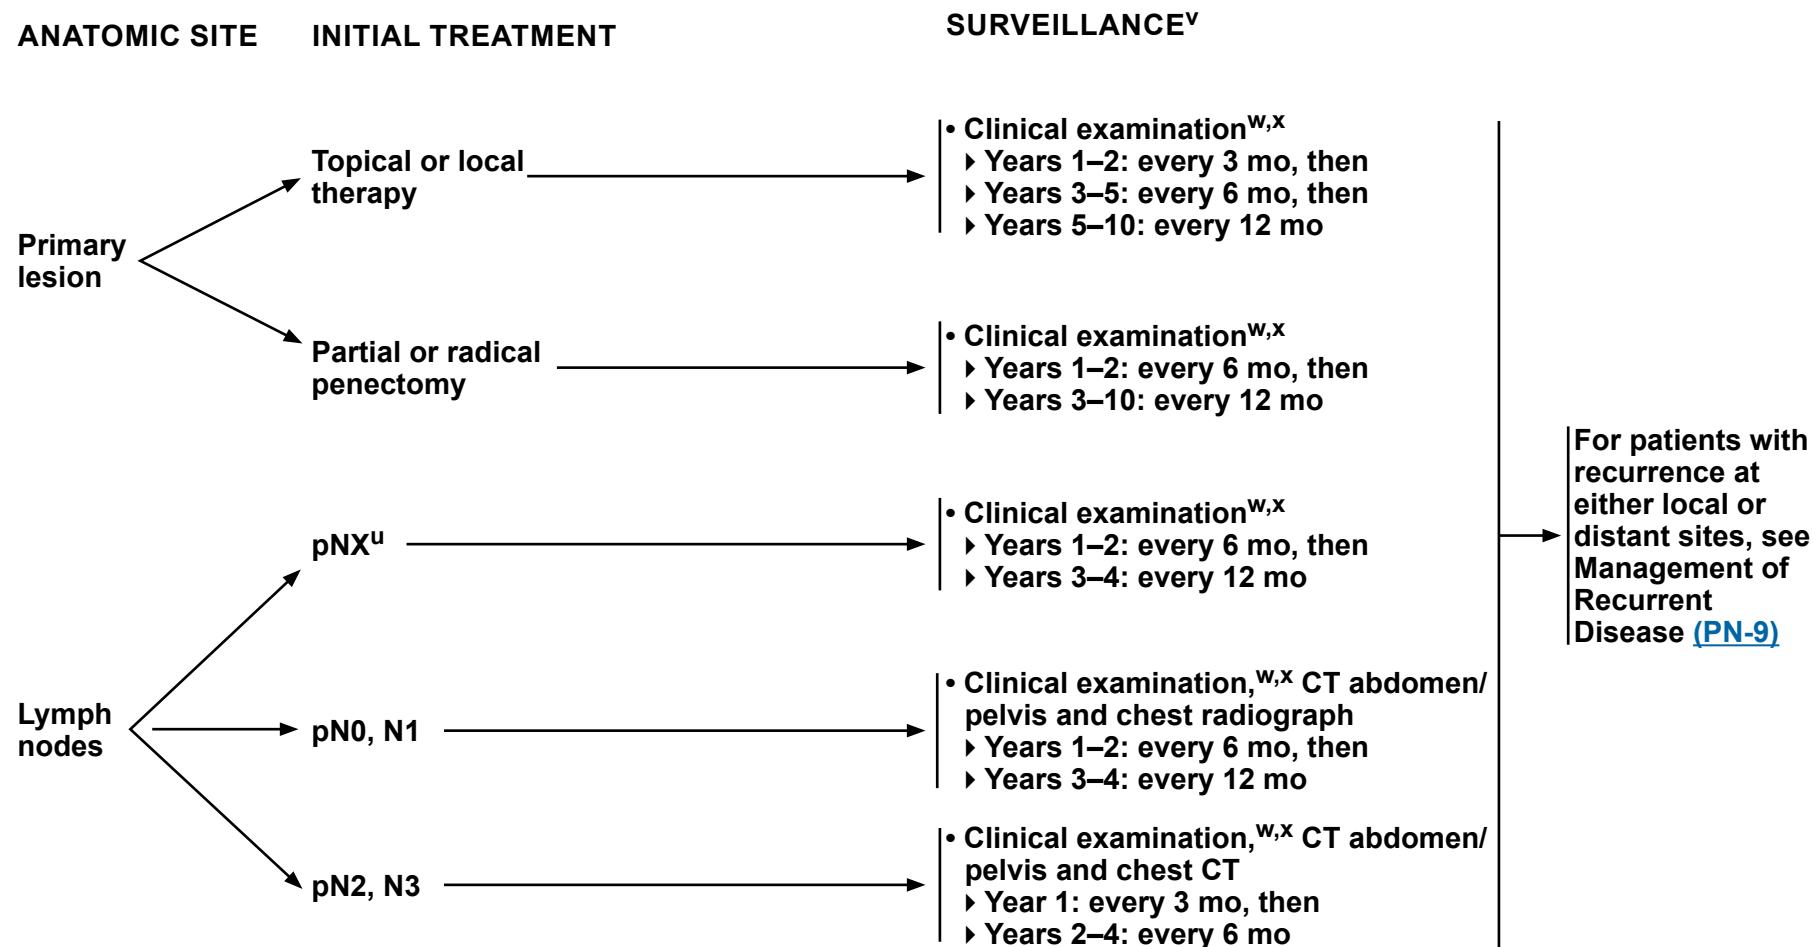 ANATOMIC SITE
INITIAL TREATMENT
SURVEILLANCEᵛ
Primary
lesion
Topical or local
therapy
• Clinical examinationʷ,ˣ
▸ Years 1–2: every 3 mo, then
▸ Years 3–5: every 6 mo, then
▸ Years 5–10: every 12 mo
Partial or radical
penectomy
• Clinical examinationʷ,ˣ
▸ Years 1–2: every 6 mo, then
▸ Years 3–10: every 12 mo
Lymph
nodes
pNXᵘ
• Clinical examinationʷ,ˣ
▸ Years 1–2: every 6 mo, then
▸ Years 3–4: every 12 mo
pN0, N1
• Clinical examination,ʷ,ˣ CT abdomen/
pelvis and chest radiograph
▸ Years 1–2: every 6 mo, then
▸ Years 3–4: every 12 mo
pN2, N3
• Clinical examination,ʷ,ˣ CT abdomen/
pelvis and chest CT
▸ Year 1: every 3 mo, then
▸ Years 2–4: every 6 mo
For patients with
recurrence at
either local or
distant sites, see
Management of
Recurrent
Disease (PN-9)